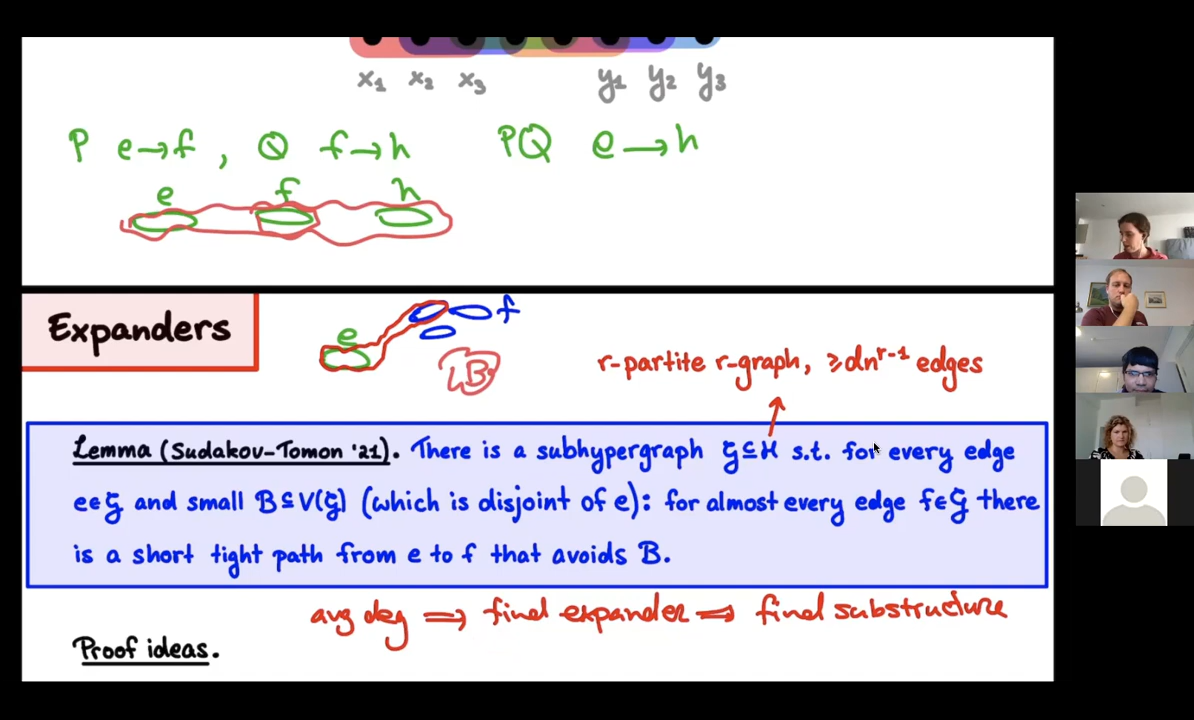 x₁ x₂ x₃ y₁ y₂ y₃
P e→f, Q f→h PQ e→h
e f h
Expanders
e f
B
r-partite r-graph, ≥dn^{r-1} edges
Lemma (Sudakov-Tomon '21). There is a subhypergraph G⊆H s.t. for every edge
e∈G and small B⊆V(G) (which is disjoint of e): for almost every edge f∈G there
is a short tight path from e to f that avoids B.
avg deg ⟹ find expander ⟹ find substructure
Proof ideas.